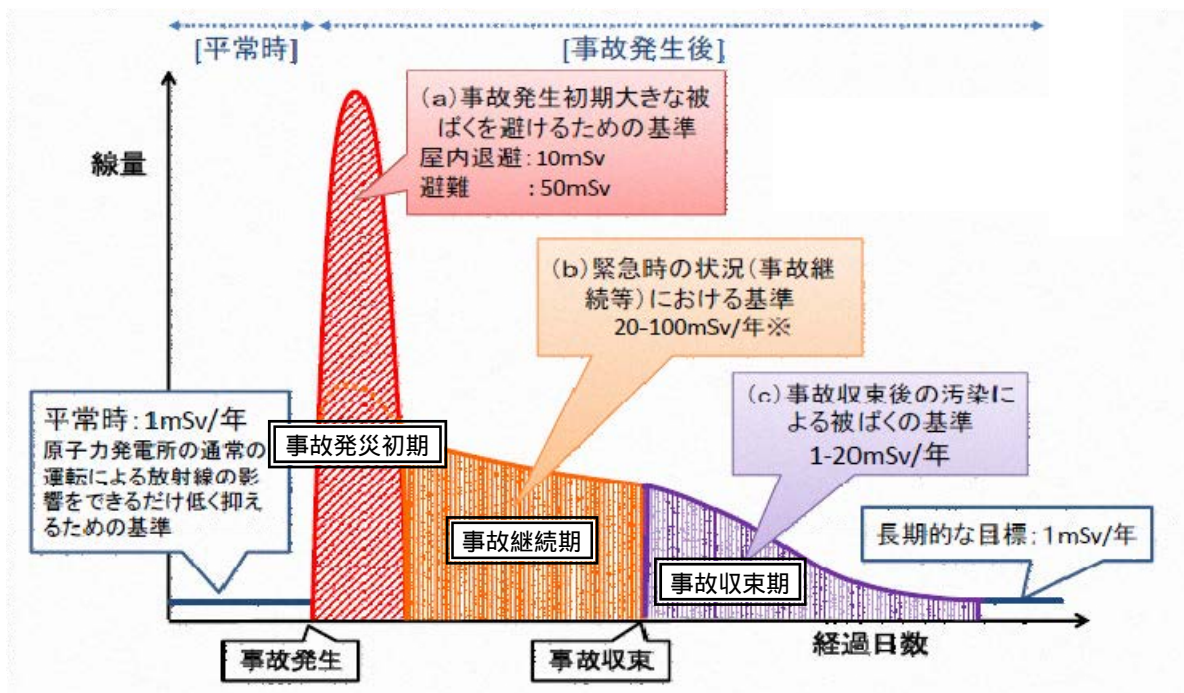 [平常時]
[事故発生後]
(a)事故発生初期大きな被
ばくを避けるための基準
屋内退避:10mSv
避難　　:50mSv
線量
(b)緊急時の状況(事故継
続等)における基準
20-100mSv/年※
(c)事故収束後の汚染に
よる被ばくの基準
1-20mSv/年
平常時:1mSv/年
原子力発電所の通常の
運転による放射線の影
響をできるだけ低く抑え
るための基準
事故発災初期
事故継続期
事故収束期
長期的な目標:1mSv/年
事故発生
事故収束
経過日数